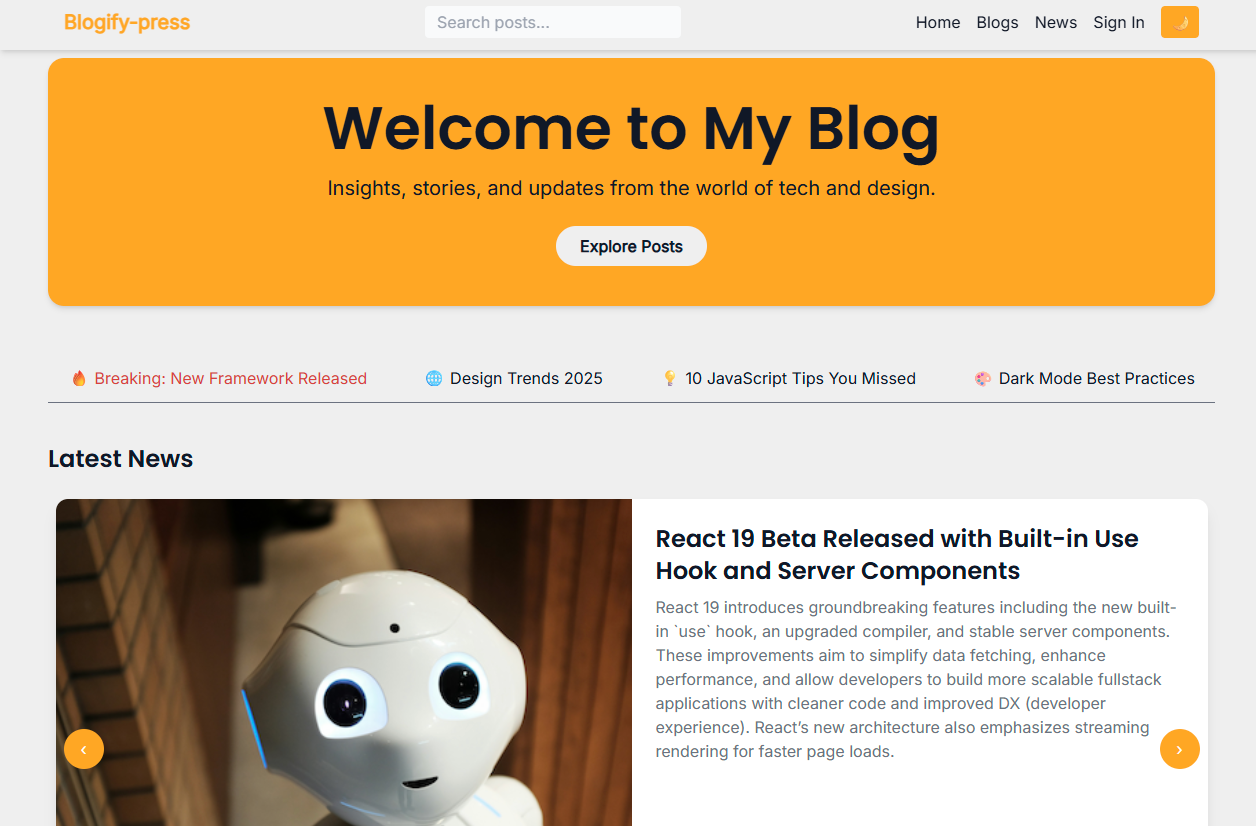 Blogify-press
Search posts...
Home Blogs News Sign In 🌙
Welcome to My Blog
Insights, stories, and updates from the world of tech and design.
Explore Posts
🔥 Breaking: New Framework Released 🌐 Design Trends 2025 💡 10 JavaScript Tips You Missed 🎨 Dark Mode Best Practices
Latest News
React 19 Beta Released with Built-in Use
Hook and Server Components
React 19 introduces groundbreaking features including the new built-
in `use` hook, an upgraded compiler, and stable server components.
These improvements aim to simplify data fetching, enhance
performance, and allow developers to build more scalable fullstack
applications with cleaner code and improved DX (developer
experience). React’s new architecture also emphasizes streaming
rendering for faster page loads.
‹ ›